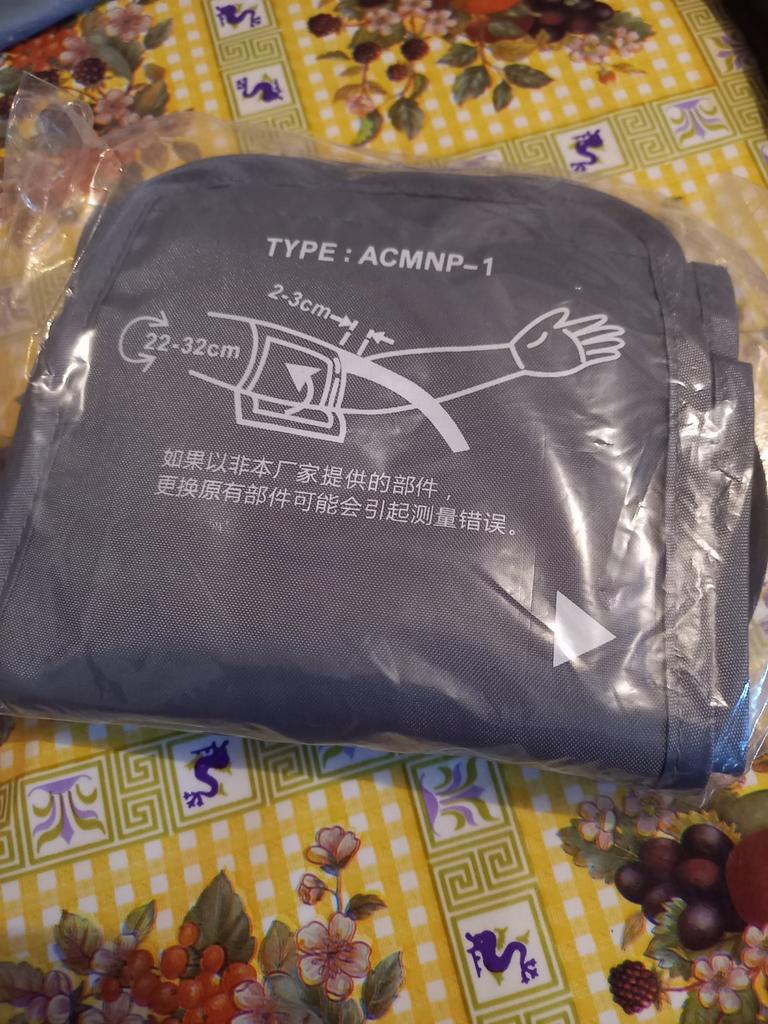 TYPE : ACMNP-1
2-3cm
22-32cm
如果以非本厂家提供的部件，
更换原有部件可能会引起测量错误。